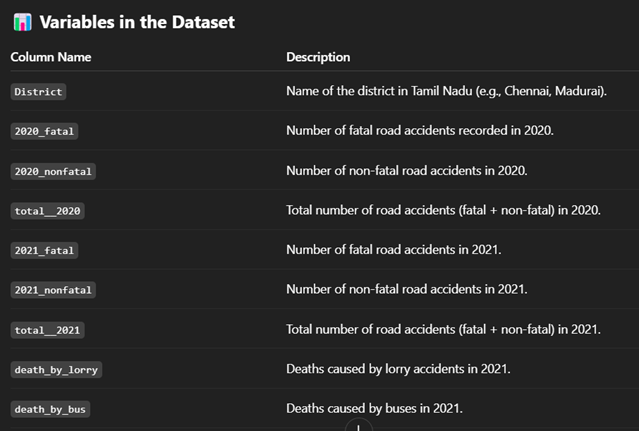 📊 Variables in the Dataset
Column Name Description
District Name of the district in Tamil Nadu (e.g., Chennai, Madurai).
2020_fatal Number of fatal road accidents recorded in 2020.
2020_nonfatal Number of non-fatal road accidents in 2020.
total__2020 Total number of road accidents (fatal + non-fatal) in 2020.
2021_fatal Number of fatal road accidents in 2021.
2021_nonfatal Number of non-fatal road accidents in 2021.
total__2021 Total number of road accidents (fatal + non-fatal) in 2021.
death_by_lorry Deaths caused by lorry accidents in 2021.
death_by_bus Deaths caused by buses in 2021.